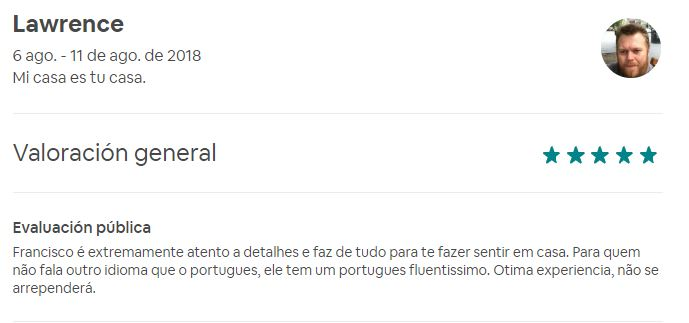 Lawrence
6 ago. - 11 de ago. de 2018
Mi casa es tu casa.
Valoración general
Evaluación pública
Francisco é extremamente atento a detalhes e faz de tudo para te fazer sentir em casa. Para quem
não fala outro idioma que o portugues, ele tem um portugues fluentissimo. Otima experiencia, não se
arrependerá.